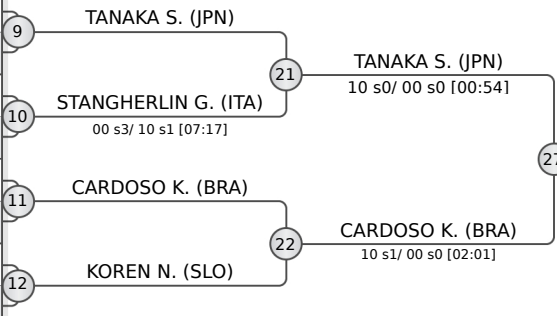 TANAKA S. (JPN)
9
21
TANAKA S. (JPN)
10 s0/ 00 s0 [00:54]
10
STANGHERLIN G. (ITA)
00 s3/ 10 s1 [07:17]
27
11
CARDOSO K. (BRA)
22
CARDOSO K. (BRA)
10 s1/ 00 s0 [02:01]
12
KOREN N. (SLO)